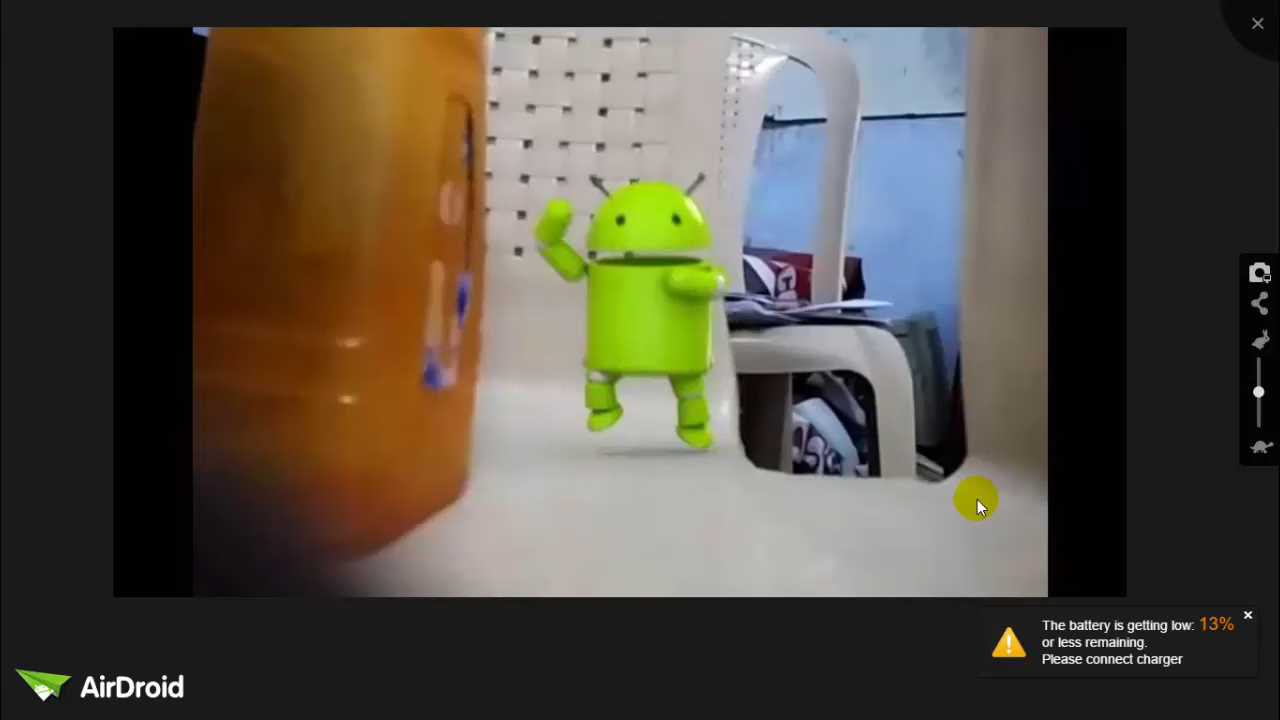 The battery is getting low: 13%
or less remaining.
Please connect charger
AirDroid